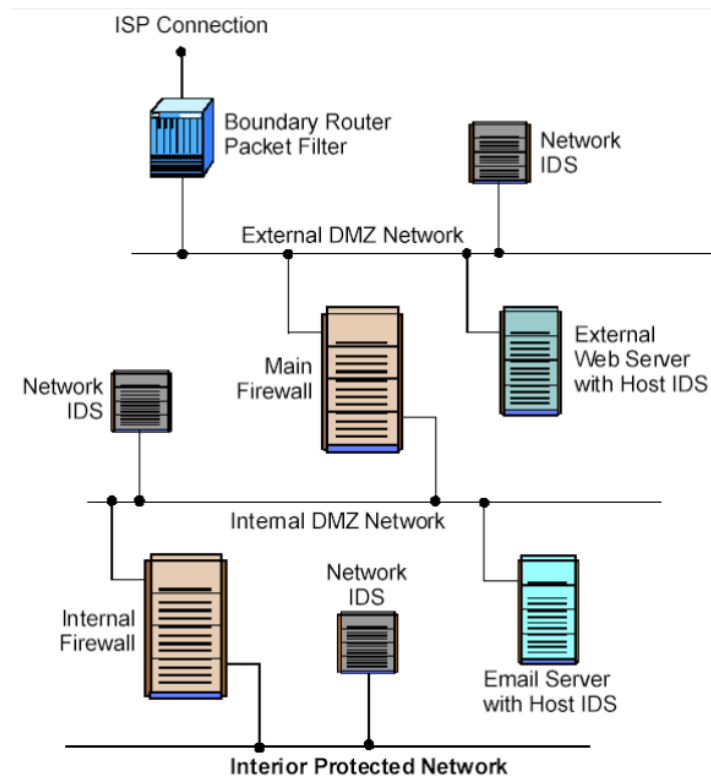 ISP Connection
Boundary Router
Packet Filter
Network
IDS
External DMZ Network
Main
Firewall
External
Web Server
with Host IDS
Network
IDS
Internal DMZ Network
Internal
Firewall
Network
IDS
Email Server
with Host IDS
Interior Protected Network